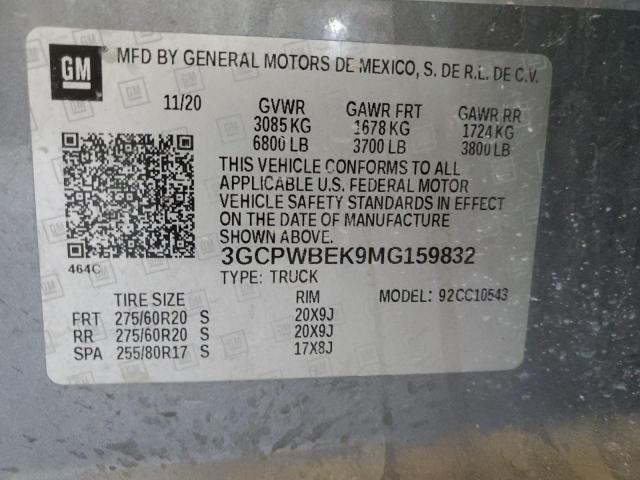 GM MFD BY GENERAL MOTORS DE MEXICO, S. DE R.L. DE C.V.
11/20 GVWR GAWR FRT GAWR RR
3085 KG 1678 KG 1724 KG
6800 LB 3700 LB 3800 LB
THIS VEHICLE CONFORMS TO ALL
APPLICABLE U.S. FEDERAL MOTOR
VEHICLE SAFETY STANDARDS IN EFFECT
ON THE DATE OF MANUFACTURE
464C 3GCPWBEK9MG159832
TYPE: TRUCK
TIRE SIZE RIM MODEL: 92CC10543
FRT 275/60R20 S 20X9J
RR 275/60R20 S 20X9J
SPA 255/80R17 S 17X8J